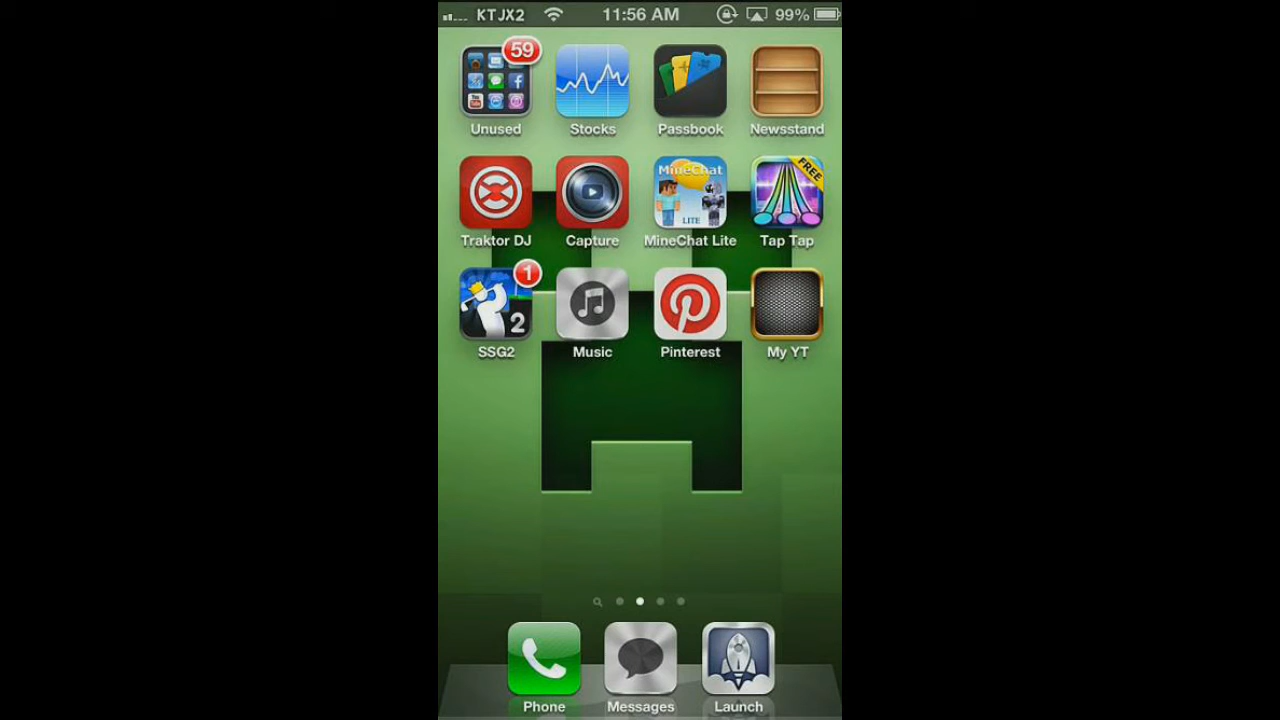 KTJX2 11:56 AM 99%
59
Unused Stocks Passbook Newsstand
MineChat FREE
LITE
Traktor DJ Capture MineChat Lite Tap Tap
1
2
SSG2 Music Pinterest My YT
Phone Messages Launch